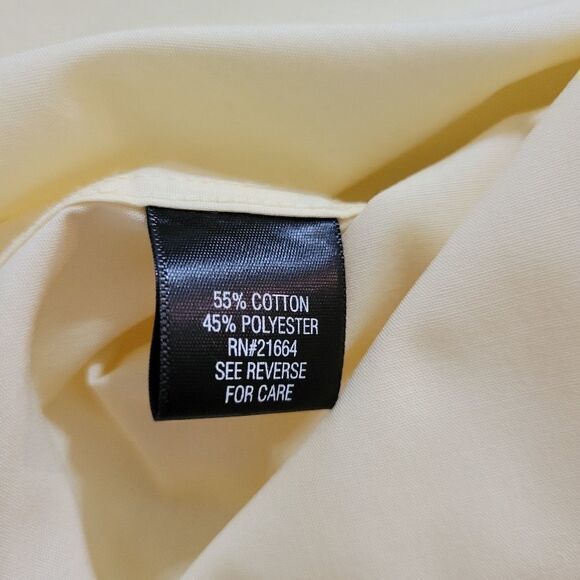 55% COTTON
45% POLYESTER
RN#21664
SEE REVERSE
FOR CARE